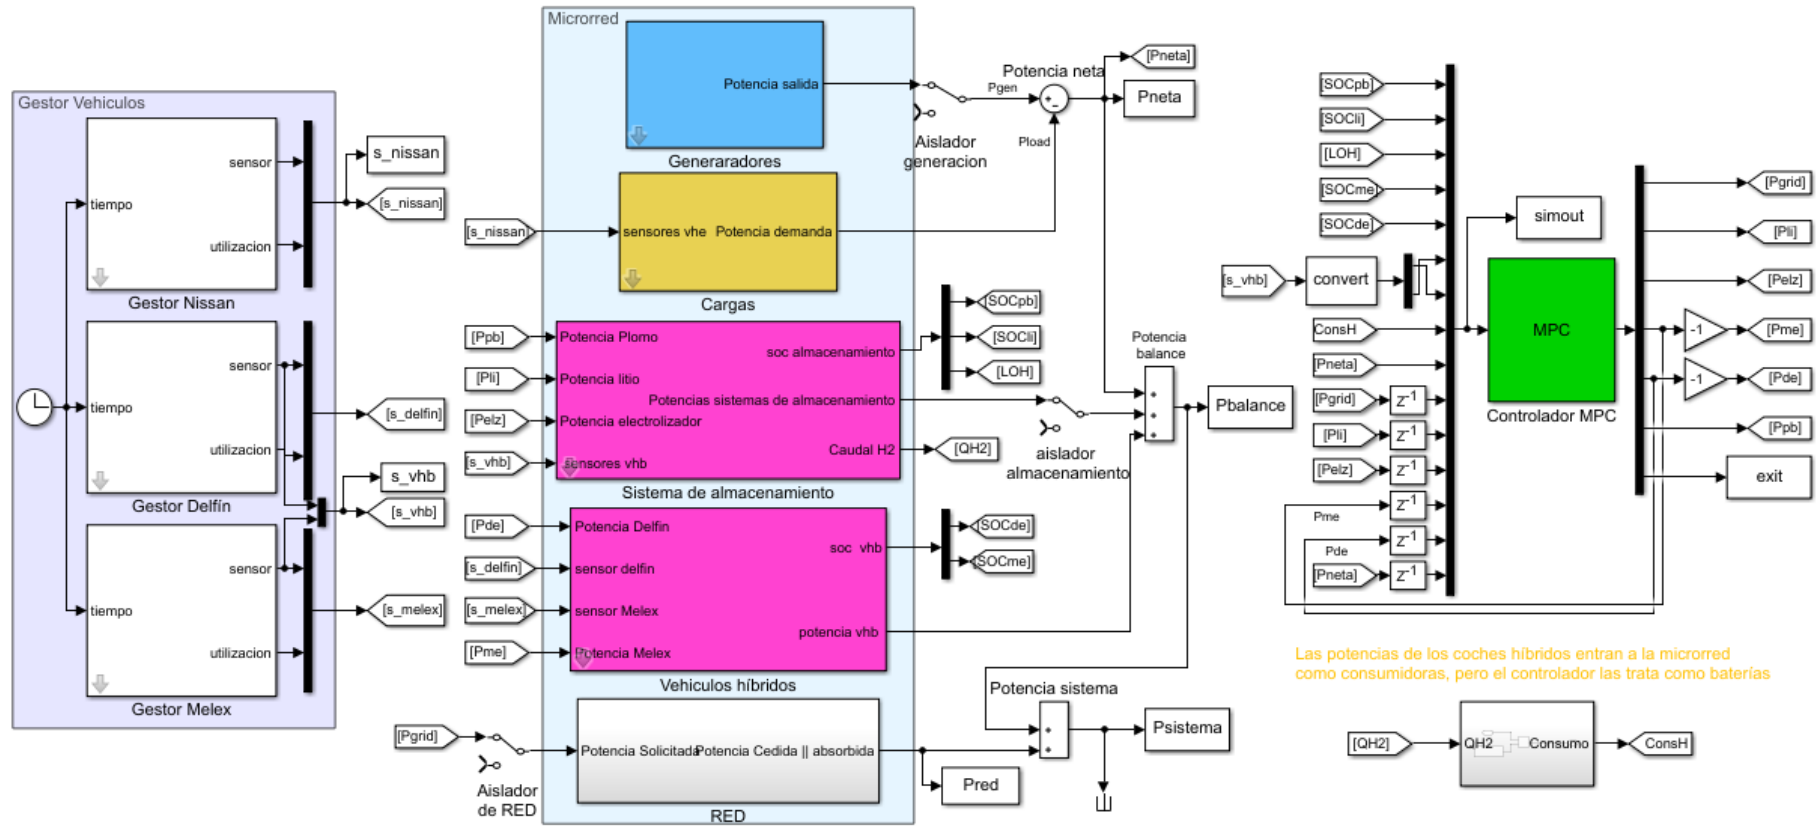 Gestor Vehiculos
tiempo
sensor
utilizacion
Gestor Nissan
s_nissan
[s_nissan]
tiempo
sensor
utilizacion
Gestor Delfín
[s_delfin]
s_vhb
[s_vhb]
tiempo
sensor
utilizacion
Gestor Melex
[s_melex]
Microrred
Potencia salida
Generaradores
[s_nissan]
sensores vhe
Potencia demanda
Cargas
[Ppb]
[Pli]
[Pelz]
[s_vhb]
Potencia Plomo
Potencia litio
Potencia electrolizador
sensores vhb
soc almacenamiento
Potencias sistemas de almacenamiento
Caudal H2
Sistema de almacenamiento
[Pde]
[s_delfin]
[s_melex]
[Pme]
Potencia Delfin
sensor delfin
sensor Melex
Potencia Melex
soc vhb
potencia vhb
Vehiculos híbridos
[Pgrid]
Aislador
de RED
Potencia Solicitada
Potencia Cedida || absorbida
RED
Pred
Aislador
generacion
Pgen
Pload
Potencia neta
+
-
[Pneta]
Pneta
[SOCpb]
[SOCli]
[LOH]
aislador
almacenamiento
[QH2]
[SOCde]
[SOCme]
Potencia
balance
+
+
+
Pbalance
Potencia sistema
+
+
Psistema
[SOCpb]
[SOCli]
[LOH]
[SOCme]
[SOCde]
[s_vhb]
convert
ConsH
[Pneta]
[Pgrid]
z-1
[Pli]
z-1
[Pelz]
z-1
Pme
z-1
Pde
z-1
[Pneta]
z-1
simout
MPC
Controlador MPC
[Pgrid]
[Pli]
[Pelz]
-1
[Pme]
-1
[Pde]
[Ppb]
exit
Las potencias de los coches híbridos entran a la microrred
como consumidoras, pero el controlador las trata como baterías
[QH2]
QH2
Consumo
ConsH